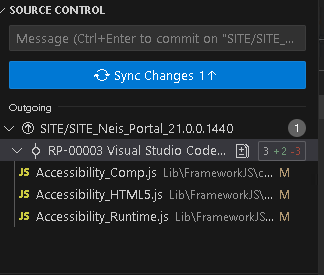 SOURCE CONTROL
Message (Ctrl+Enter to commit on "SITE/SITE_...
Sync Changes 1↑
Outgoing
SITE/SITE_Neis_Portal_21.0.0.1440 1
RP-00003 Visual Studio Code... 3 +2 -3
JS Accessibility_Comp.js Lib\FrameworkJS\c... M
JS Accessibility_HTML5.js Lib\FrameworkJS\... M
JS Accessibility_Runtime.js Lib\FrameworkJS\... M